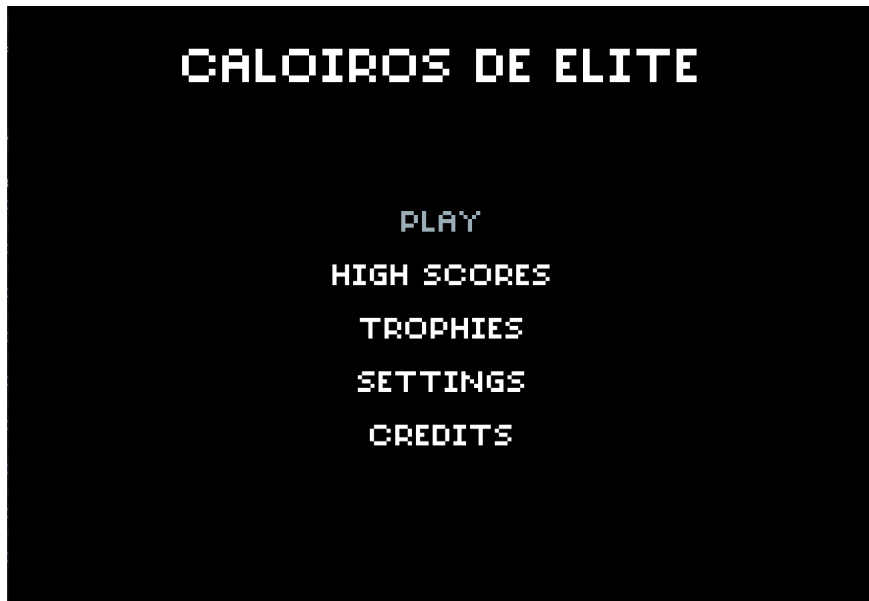 CALOIROS DE ELITE
PLAY
HIGH SCORES
TROPHIES
SETTINGS
CREDITS